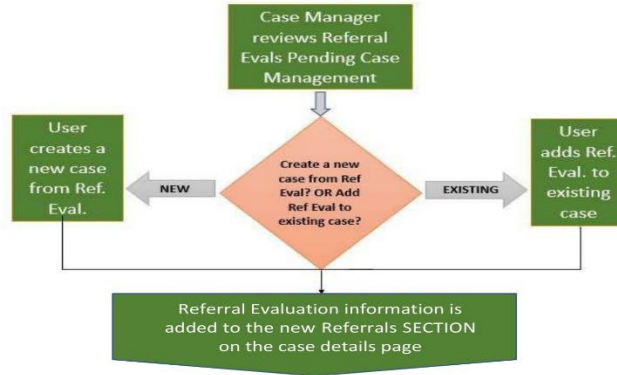 Case Manager
reviews Referral
Evals Pending Case
Management
User
creates a
new case
from Ref.
Eval.
NEW
Create a new
case from Ref
Eval? OR Add
Ref Eval to
existing case?
EXISTING
User
adds Ref.
Eval. to
existing
case
Referral Evaluation information is
added to the new Referrals SECTION
on the case details page